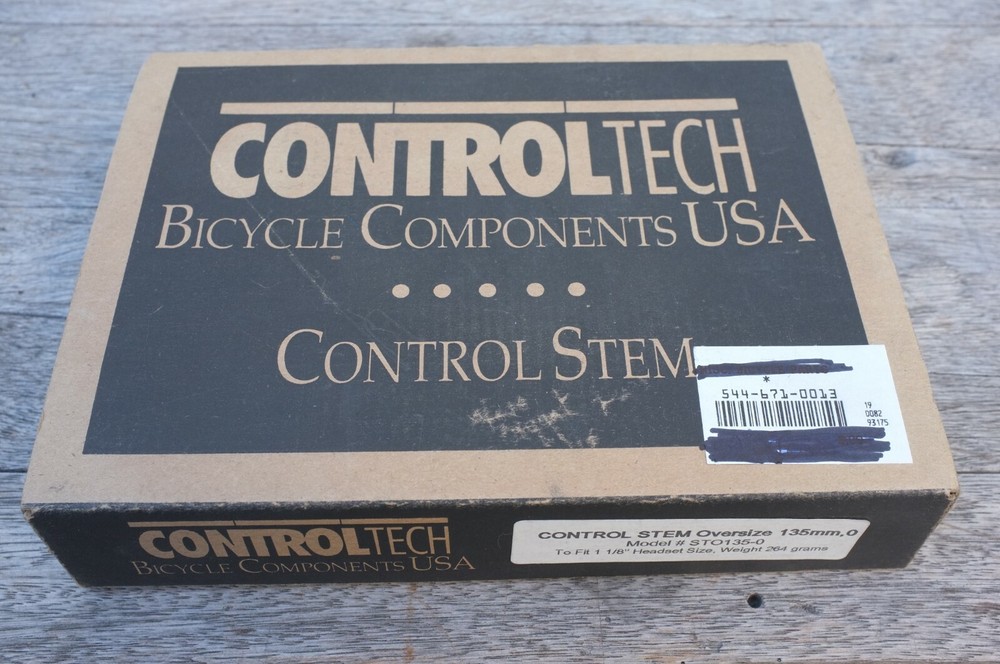 CONTROLTECH
BICYCLE COMPONENTS USA
CONTROL STEM
*
544-671-0013
19
0082
93175
CONTROLTECH
BICYCLE COMPONENTS USA
CONTROL STEM Oversize 135mm,0
Model # STO135-0
To Fit 1 1/8" Headset Size, Weight 264 grams